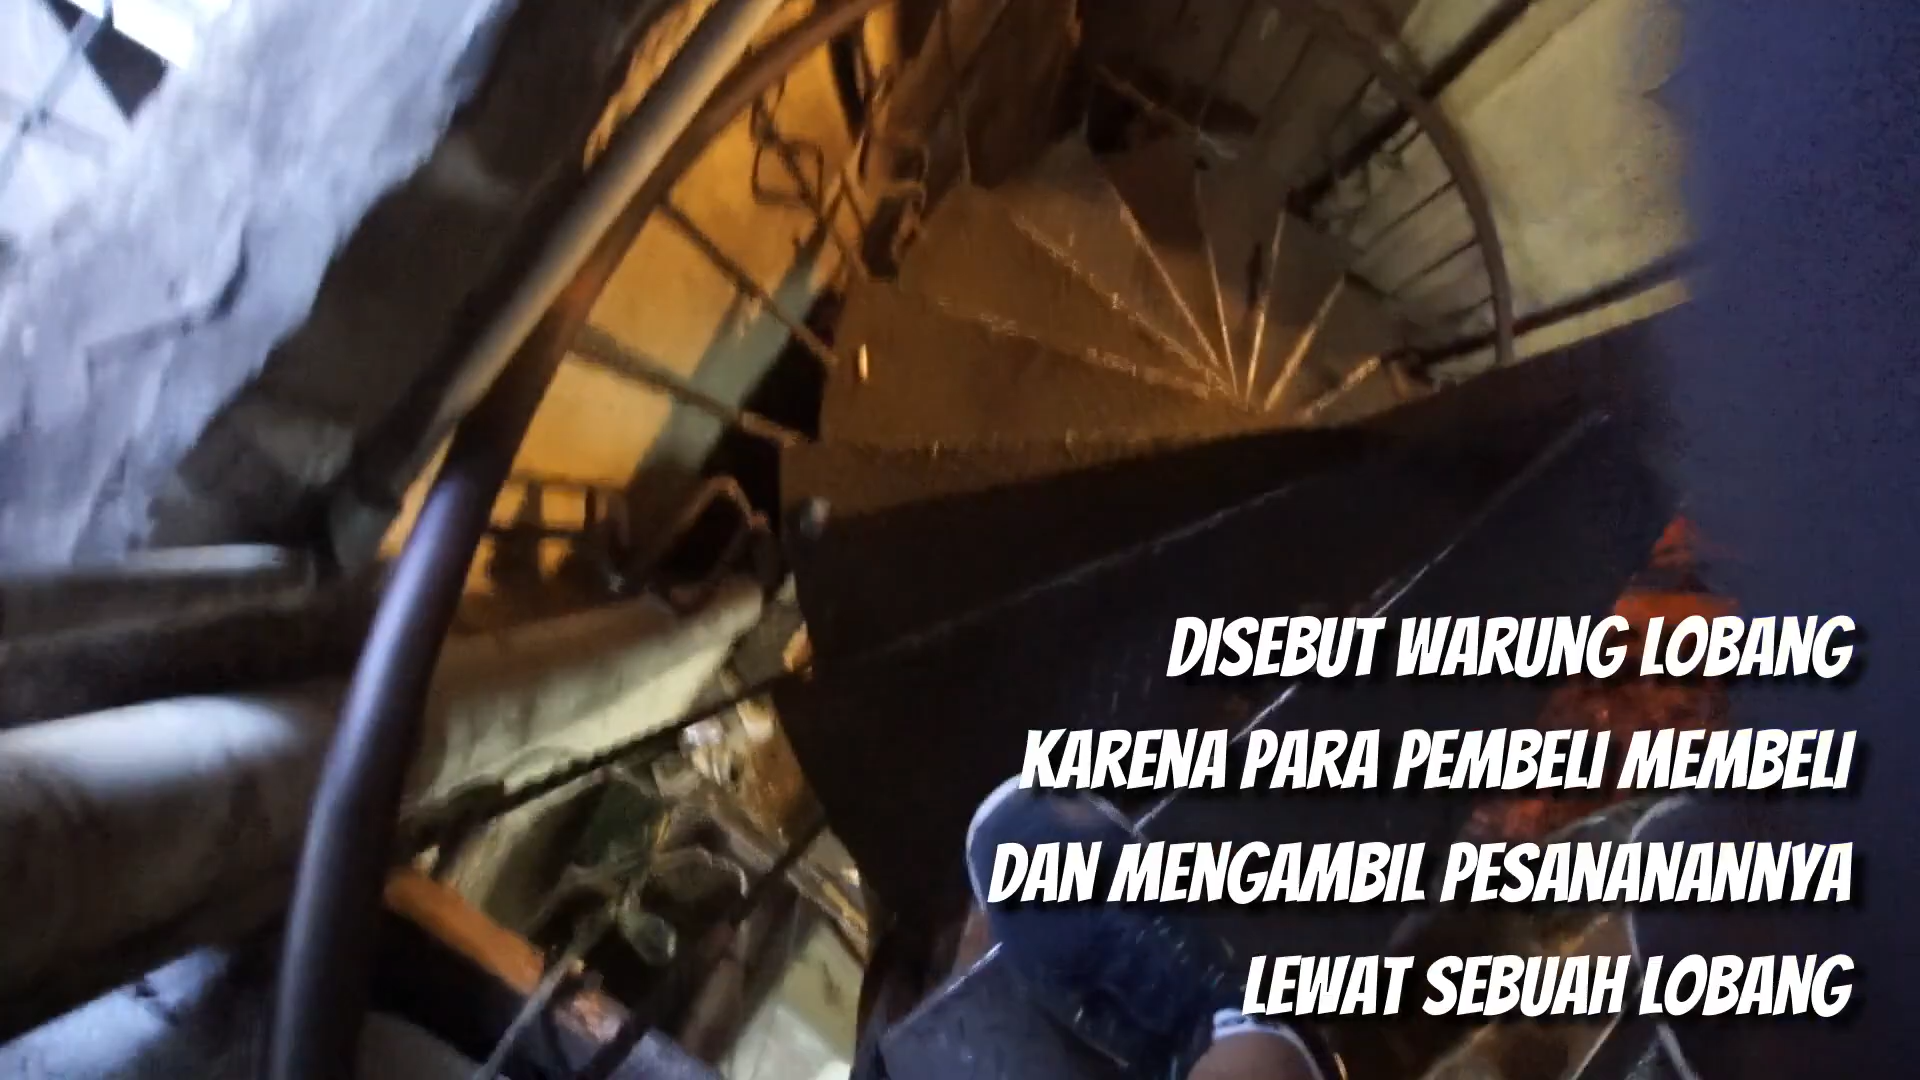 DISEBUT WARUNG LOBANG
KARENA PARA PEMBELI MEMBELI
DAN MENGAMBIL PESANANANNYA
LEWAT SEBUAH LOBANG